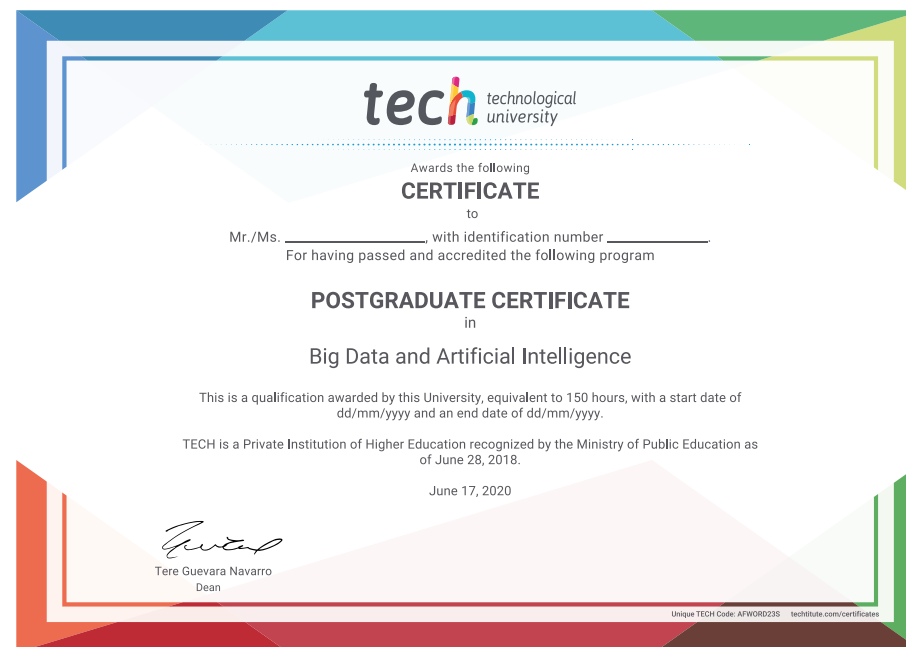 tech technological
university
Awards the following
CERTIFICATE
to
Mr./Ms. ____________, with identification number _________.
For having passed and accredited the following program
POSTGRADUATE CERTIFICATE
in
Big Data and Artificial Intelligence
This is a qualification awarded by this University, equivalent to 150 hours, with a start date of
dd/mm/yyyy and an end date of dd/mm/yyyy.
TECH is a Private Institution of Higher Education recognized by the Ministry of Public Education as
of June 28, 2018.
June 17, 2020
Tere Guevara Navarro
Dean
Unique TECH Code: AFWORD23S techtitute.com/certificates